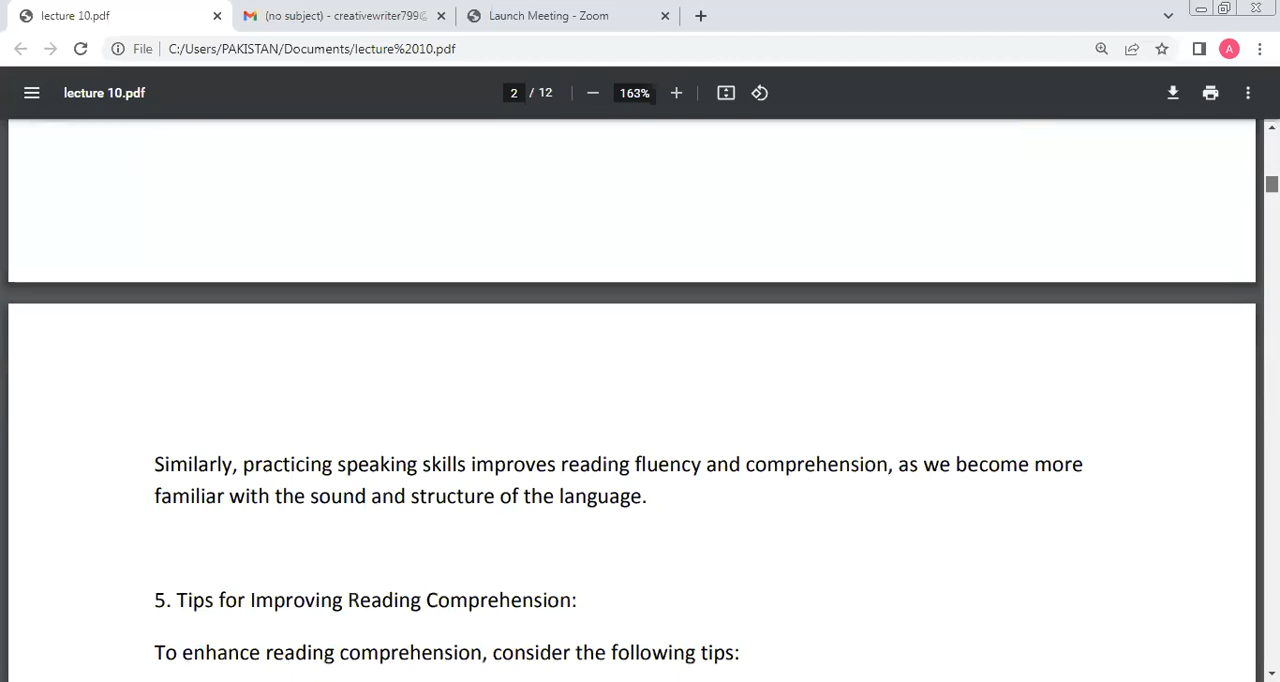 lecture 10.pdf
(no subject) - creativewriter799@
Launch Meeting - Zoom
File
C:/Users/PAKISTAN/Documents/lecture%2010.pdf
A
lecture 10.pdf
2 / 12
163%
Similarly, practicing speaking skills improves reading fluency and comprehension, as we become more
familiar with the sound and structure of the language.
5. Tips for Improving Reading Comprehension:
To enhance reading comprehension, consider the following tips: